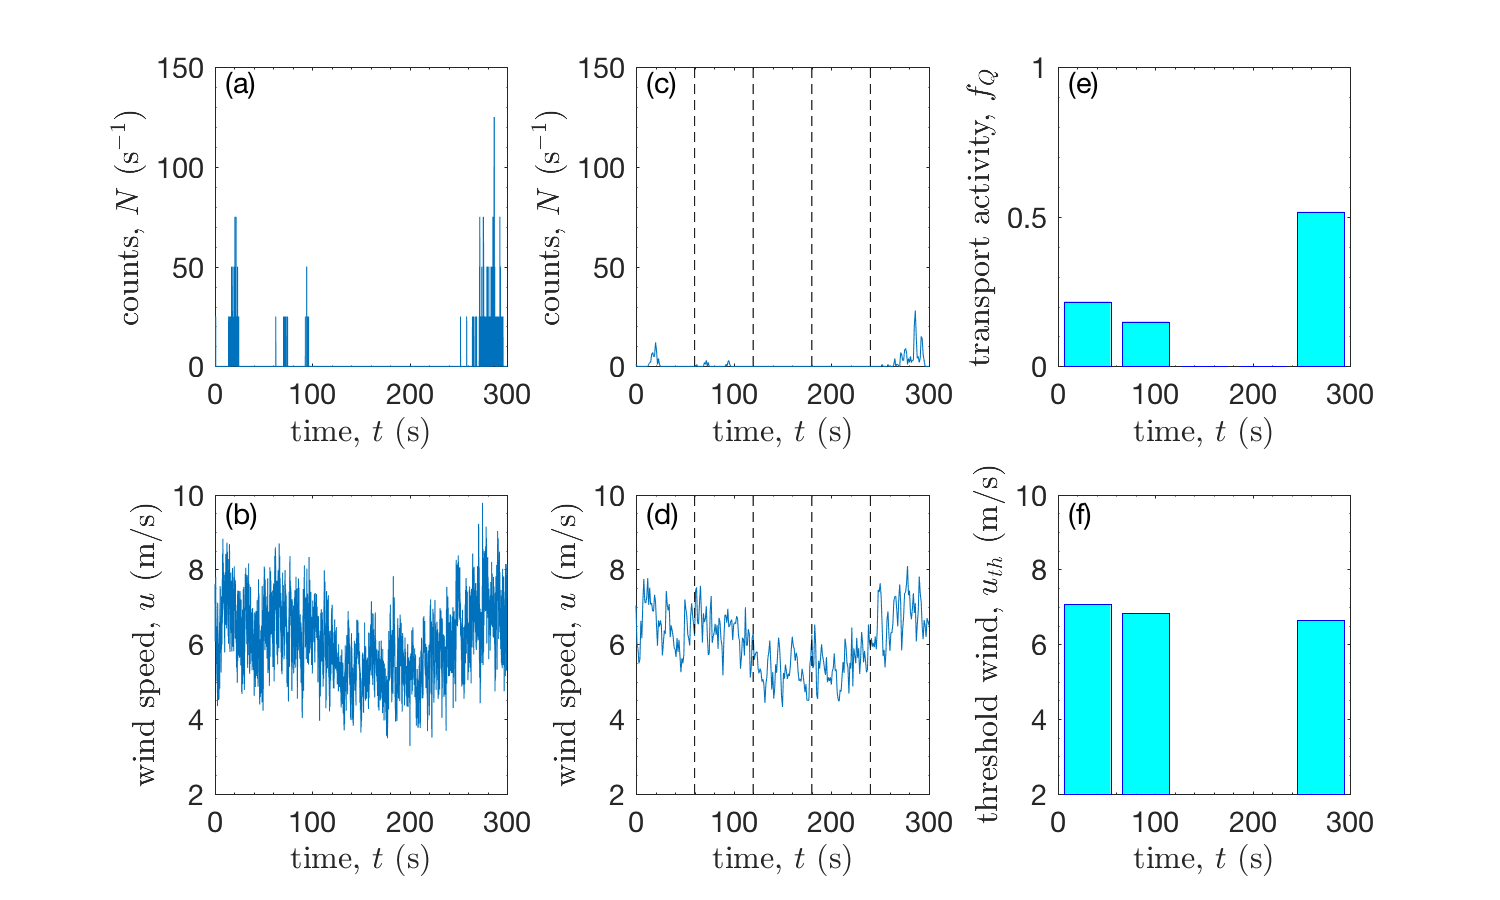 (a)
150
100
50
0
counts, N (s⁻¹)
0 100 200 300
time, t (s)
(c)
150
100
50
0
counts, N (s⁻¹)
0 100 200 300
time, t (s)
(e)
1
0.5
0
transport activity, f_Q
0 100 200 300
time, t (s)
(b)
10
8
6
4
2
wind speed, u (m/s)
0 100 200 300
time, t (s)
(d)
10
8
6
4
2
wind speed, u (m/s)
0 100 200 300
time, t (s)
(f)
10
8
6
4
2
threshold wind, u_th (m/s)
0 100 200 300
time, t (s)